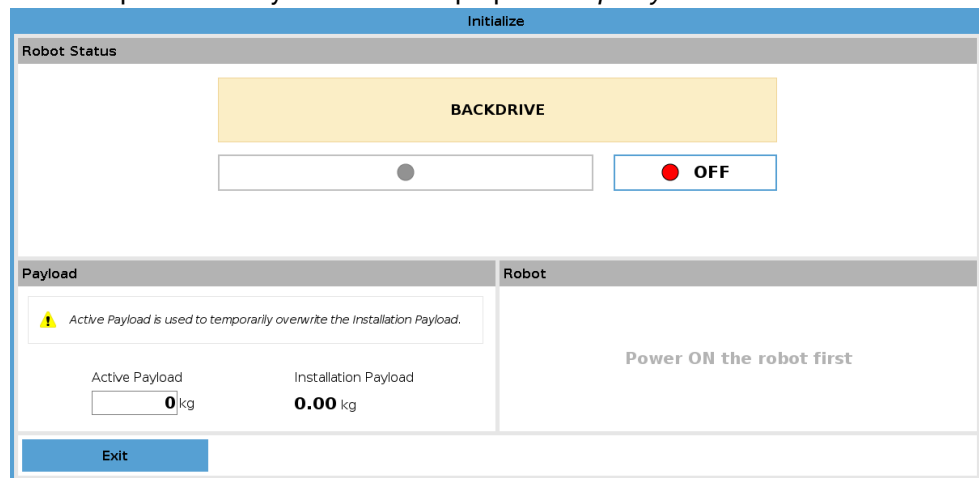 Initialize
Robot Status
BACKDRIVE
OFF
Payload
Robot
Active Payload is used to temporarily overwrite the Installation Payload.
Power ON the robot first
Active Payload
Installation Payload
0 kg
0.00 kg
Exit